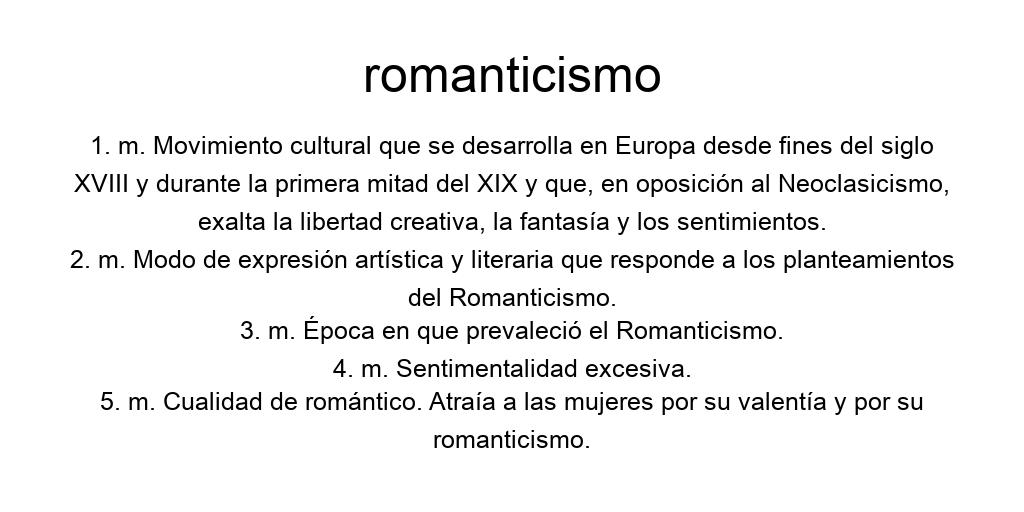 romanticismo
1. m. Movimiento cultural que se desarrolla en Europa desde fines del siglo
XVIII y durante la primera mitad del XIX y que, en oposición al Neoclasicismo,
exalta la libertad creativa, la fantasía y los sentimientos.
2. m. Modo de expresión artística y literaria que responde a los planteamientos
del Romanticismo.
3. m. Época en que prevaleció el Romanticismo.
4. m. Sentimentalidad excesiva.
5. m. Cualidad de romántico. Atraía a las mujeres por su valentía y por su
romanticismo.